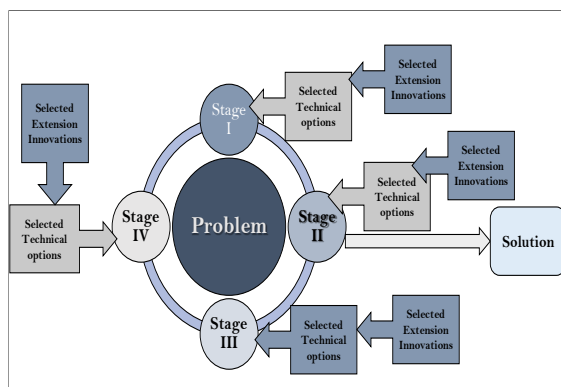 Selected
Extension
Innovations
Stage
I
Selected
Technical
options
Selected
Extension
Innovations
Selected
Extension
Innovations
Selected
Technical
options
Selected
Technical
options
Stage
IV
Problem
Stage
II
Solution
Stage
III
Selected
Technical
options
Selected
Extension
Innovations